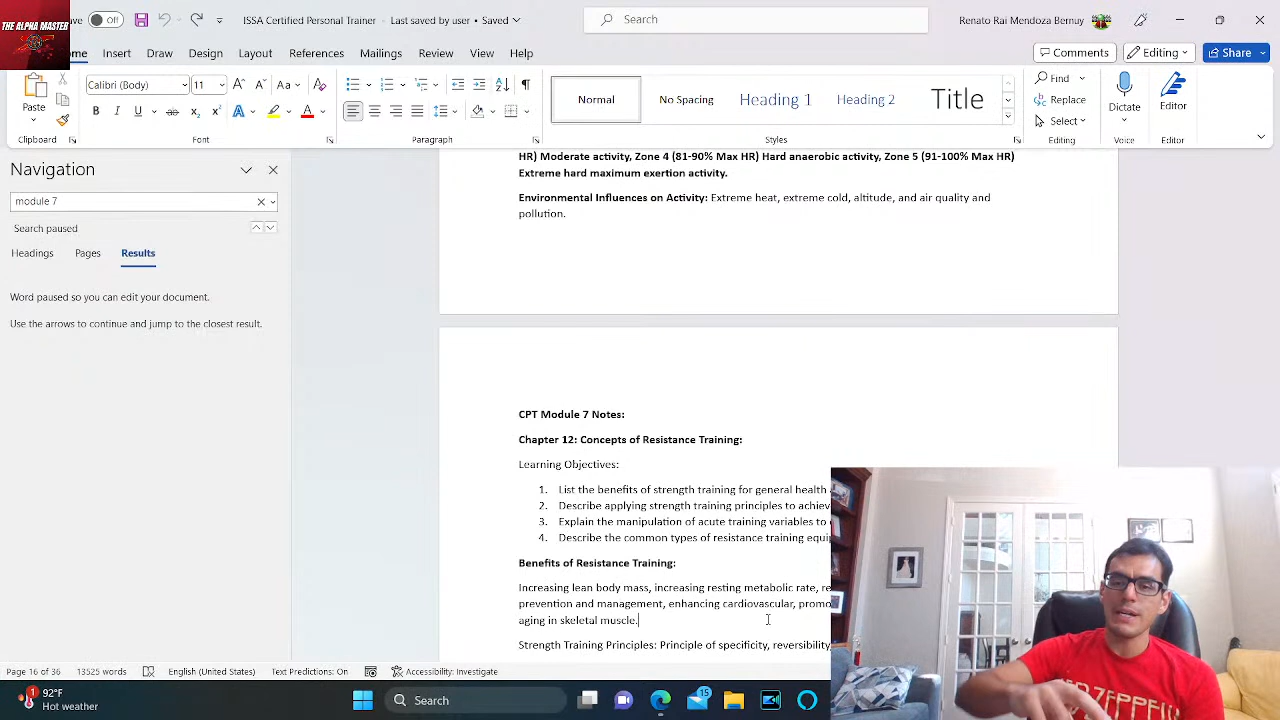 THE ALPHA MASTER
Off
ISSA Certified Personal Trainer - Last saved by user • Saved
Search
Renato Rai Mendoza Bernuy
me
Insert
Draw
Design
Layout
References
Mailings
Review
View
Help
Comments
Editing
Share
Paste
Calibri (Body)
11
Aa
B I U ab x₂ x²
A
Normal
No Spacing
Heading 1
Heading 2
Title
Find
Replace
Select
Dictate
Editor
Clipboard
Font
Paragraph
Styles
Editing
Voice
Editor
Navigation
module 7
Search paused
Headings
Pages
Results
Word paused so you can edit your document.
Use the arrows to continue and jump to the closest result.
HR) Moderate activity, Zone 4 (81-90% Max HR) Hard anaerobic activity, Zone 5 (91-100% Max HR)
Extreme hard maximum exertion activity.
Environmental Influences on Activity: Extreme heat, extreme cold, altitude, and air quality and
pollution.
CPT Module 7 Notes:
Chapter 12: Concepts of Resistance Training:
Learning Objectives:
1. List the benefits of strength training for general health
2. Describe applying strength training principles to achiev
3. Explain the manipulation of acute training variables to
4. Describe the common types of resistance training equi
Benefits of Resistance Training:
Increasing lean body mass, increasing resting metabolic rate, re
prevention and management, enhancing cardiovascular, promo
aging in skeletal muscle.
Strength Training Principles: Principle of specificity, reversibility
Page 16 of 36
13525 words
English (United States)
Text Predictions: On
Accessibility: Investigate
1
92°F
Hot weather
Search
15